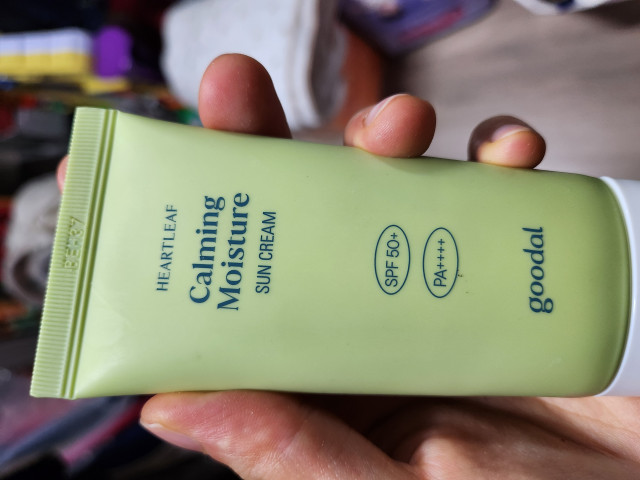 HEARTLEAF
Calming
Moisture
SUN CREAM
SPF 50+
PA++++
goodal